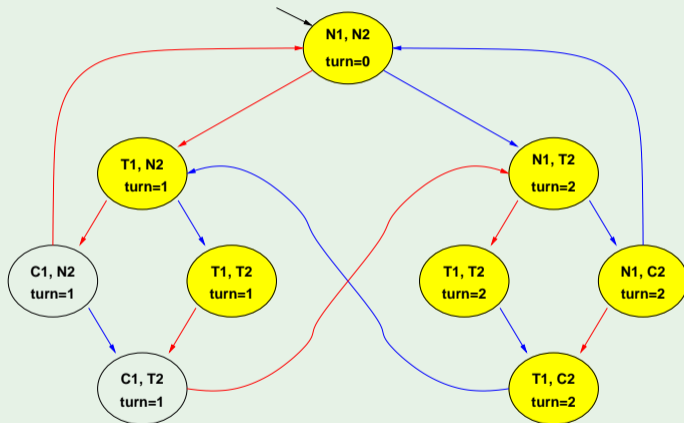 N1, N2
turn=0
T1, N2
turn=1
N1, T2
turn=2
C1, N2
turn=1
T1, T2
turn=1
T1, T2
turn=2
N1, C2
turn=2
C1, T2
turn=1
T1, C2
turn=2